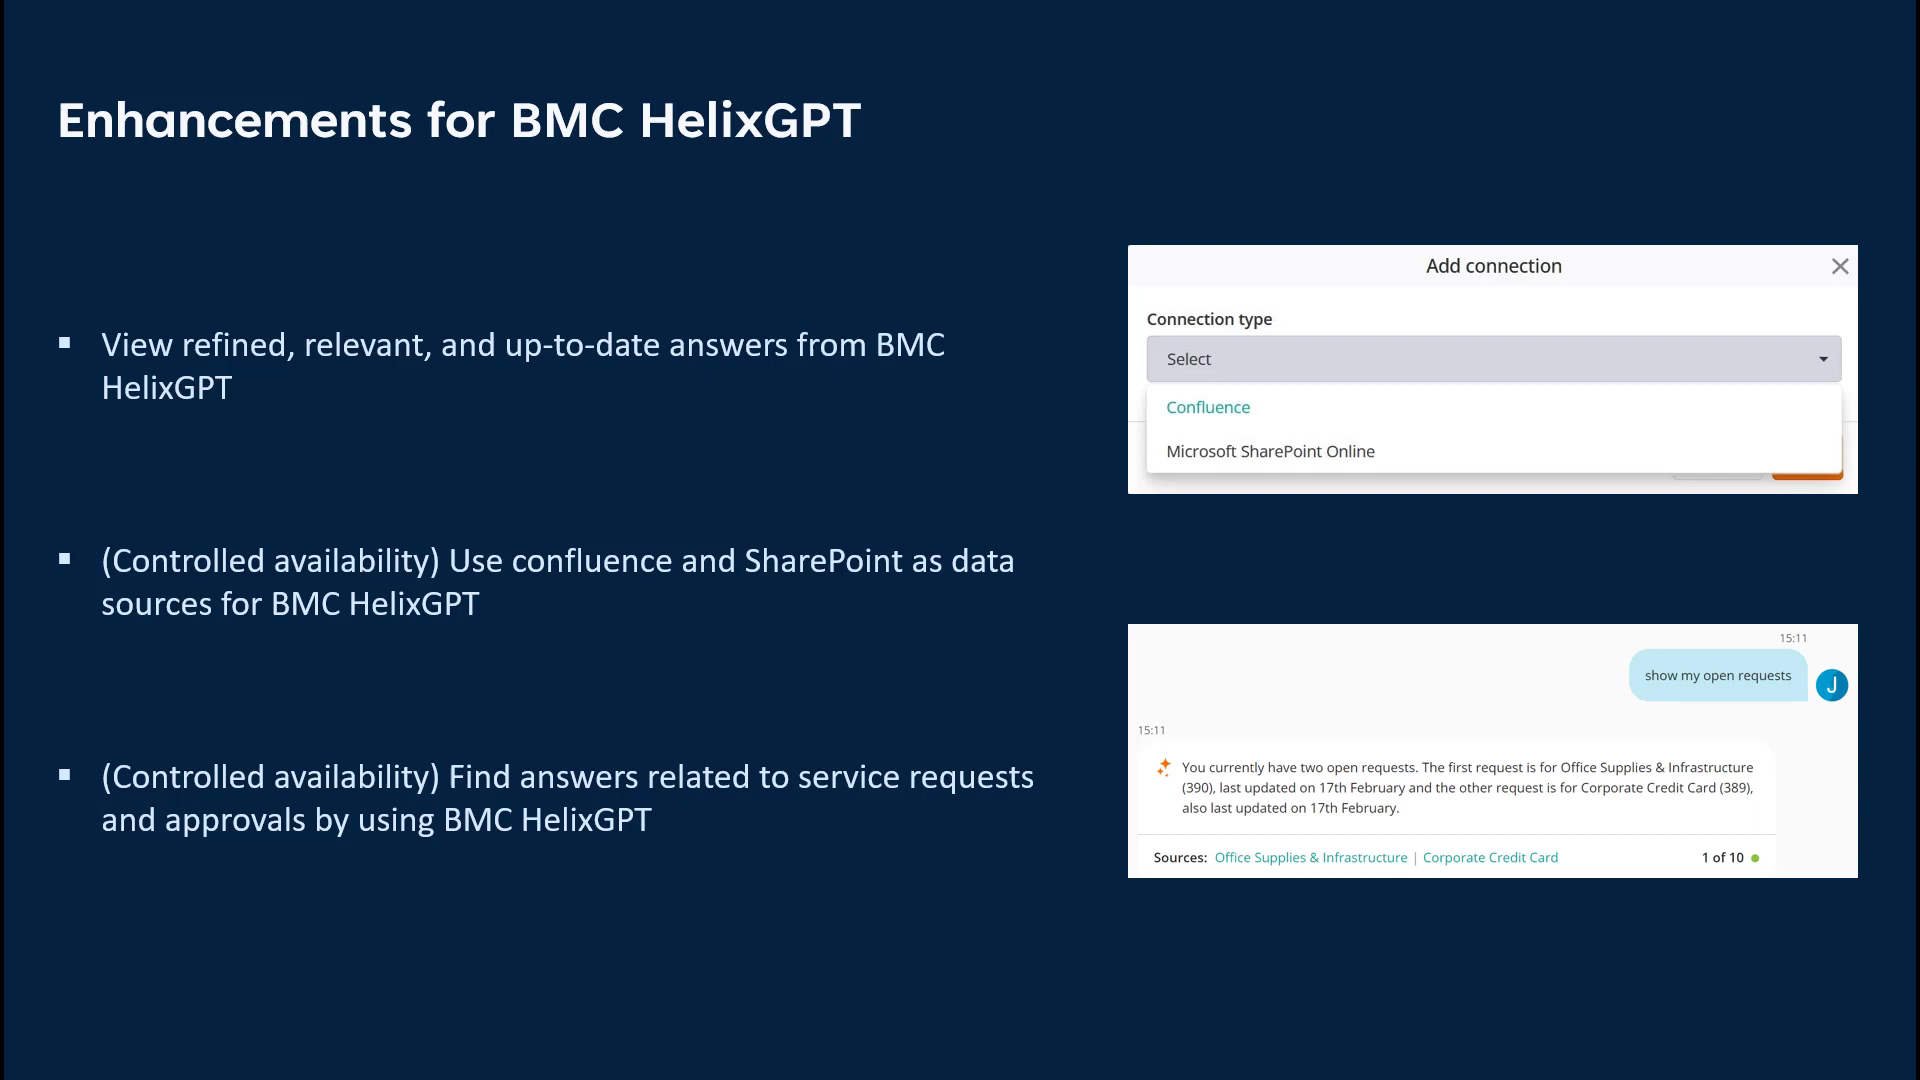 Enhancements for BMC HelixGPT
▪ View refined, relevant, and up-to-date answers from BMC
HelixGPT
▪ (Controlled availability) Use confluence and SharePoint as data
sources for BMC HelixGPT
▪ (Controlled availability) Find answers related to service requests
and approvals by using BMC HelixGPT
Add connection
Connection type
Select
Confluence
Microsoft SharePoint Online
15:11
show my open requests
J
15:11
You currently have two open requests. The first request is for Office Supplies & Infrastructure
(390), last updated on 17th February and the other request is for Corporate Credit Card (389),
also last updated on 17th February.
Sources: Office Supplies & Infrastructure | Corporate Credit Card 1 of 10